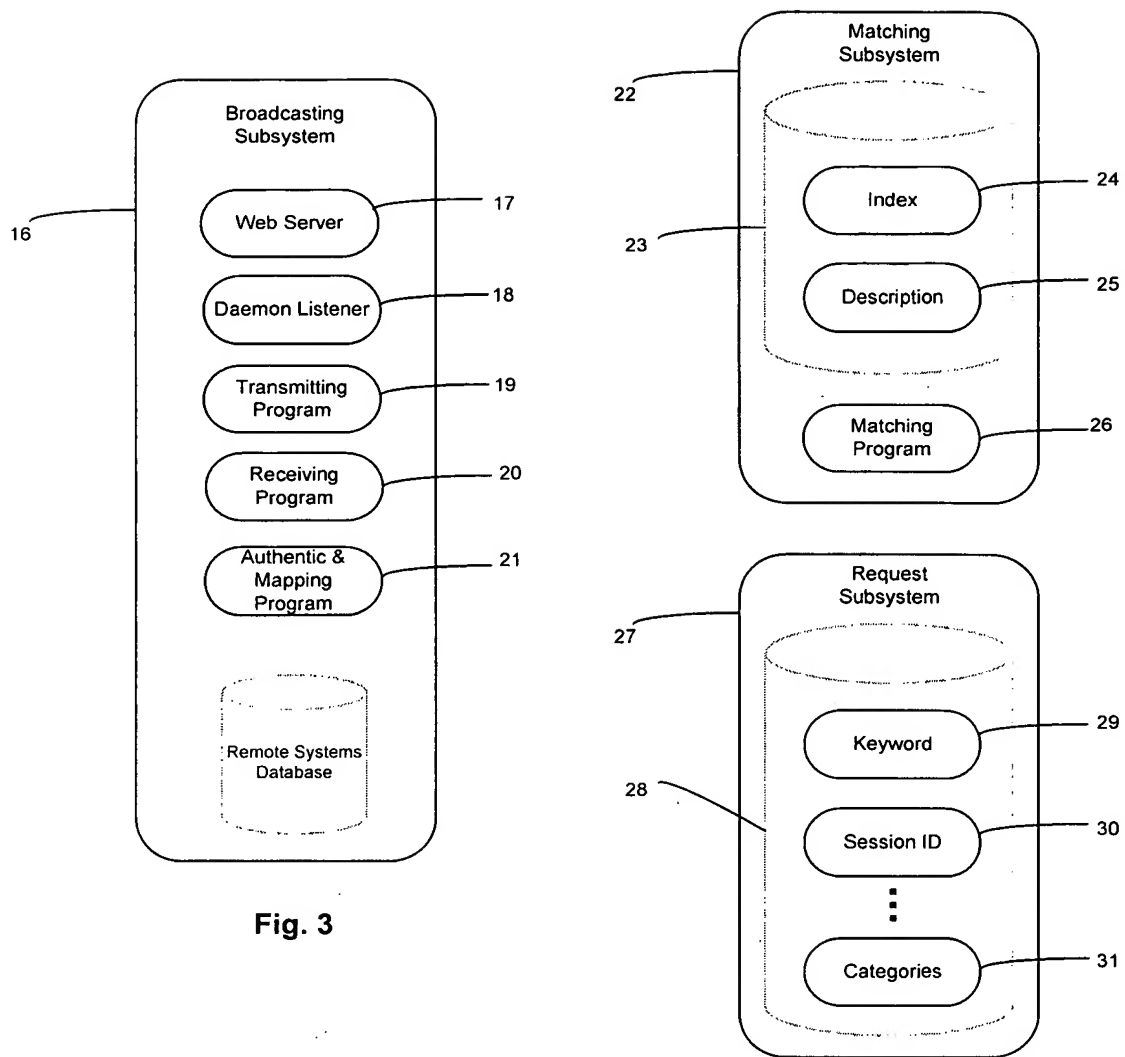 Broadcasting
Subsystem
16
Web Server
17
Daemon Listener
18
Transmitting
Program
19
Receiving
Program
20
Authentic &
Mapping
Program
21
Remote Systems
Database
Fig. 3
Matching
Subsystem
22
23
Index
24
Description
25
Matching
Program
26
Request
Subsystem
27
28
Keyword
29
Session ID
30
Categories
31